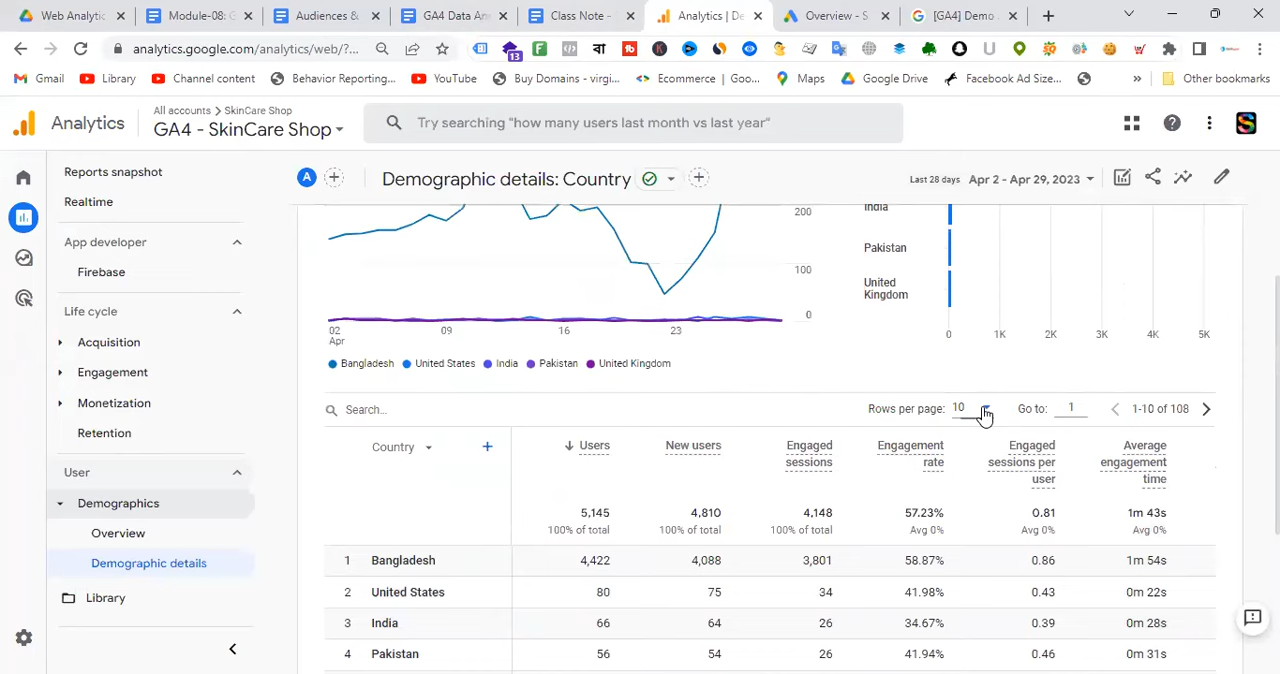 Web Analytic
Module-08: G
Audiences &
GA4 Data An
Class Note -
Analytics | De
Overview - S
[GA4] Demo
analytics.google.com/analytics/web/?...
বা
13
Gmail
Library
Channel content
Behavior Reporting...
YouTube
Buy Domains - virgi...
Ecommerce | Goo...
Maps
Google Drive
Facebook Ad Size...
»
Other bookmarks
Analytics
All accounts > SkinCare Shop
GA4 - SkinCare Shop
Try searching "how many users last month vs last year"
Reports snapshot
Realtime
App developer
Firebase
Life cycle
Acquisition
Engagement
Monetization
Retention
User
Demographics
Overview
Demographic details
Library
A
Demographic details: Country
Last 28 days Apr 2 - Apr 29, 2023
200
100
0
02
Apr
09
16
23
Bangladesh United States India Pakistan United Kingdom
India
Pakistan
United
Kingdom
0 1K 2K 3K 4K 5K
Search...
Rows per page: 10 Go to: 1 1-10 of 108
Country + Users New users Engaged sessions Engagement rate Engaged sessions per user Average engagement time
5,145 4,810 4,148 57.23% 0.81 1m 43s
100% of total 100% of total 100% of total Avg 0% Avg 0% Avg 0%
1 Bangladesh 4,422 4,088 3,801 58.87% 0.86 1m 54s
2 United States 80 75 34 41.98% 0.43 0m 22s
3 India 66 64 26 34.67% 0.39 0m 28s
4 Pakistan 56 54 26 41.94% 0.46 0m 31s